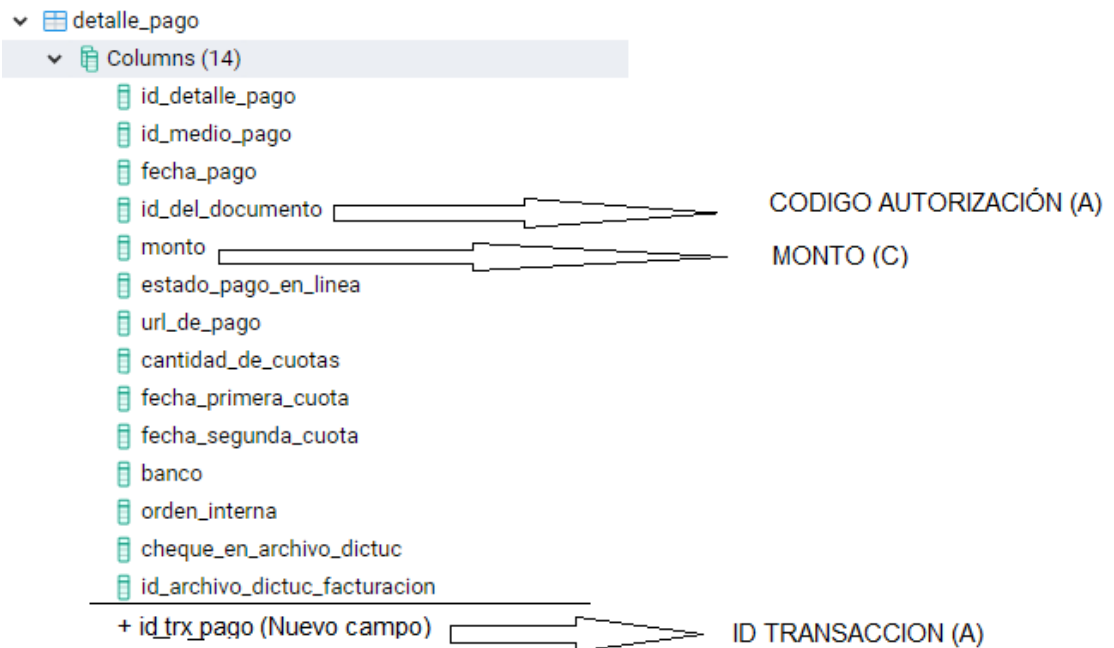 detalle_pago
Columns (14)
id_detalle_pago
id_medio_pago
fecha_pago
id_del_documento CODIGO AUTORIZACIÓN (A)
monto MONTO (C)
estado_pago_en_linea
url_de_pago
cantidad_de_cuotas
fecha_primera_cuota
fecha_segunda_cuota
banco
orden_interna
cheque_en_archivo_dictuc
id_archivo_dictuc_facturacion
+ id_trx_pago (Nuevo campo) ID TRANSACCION (A)